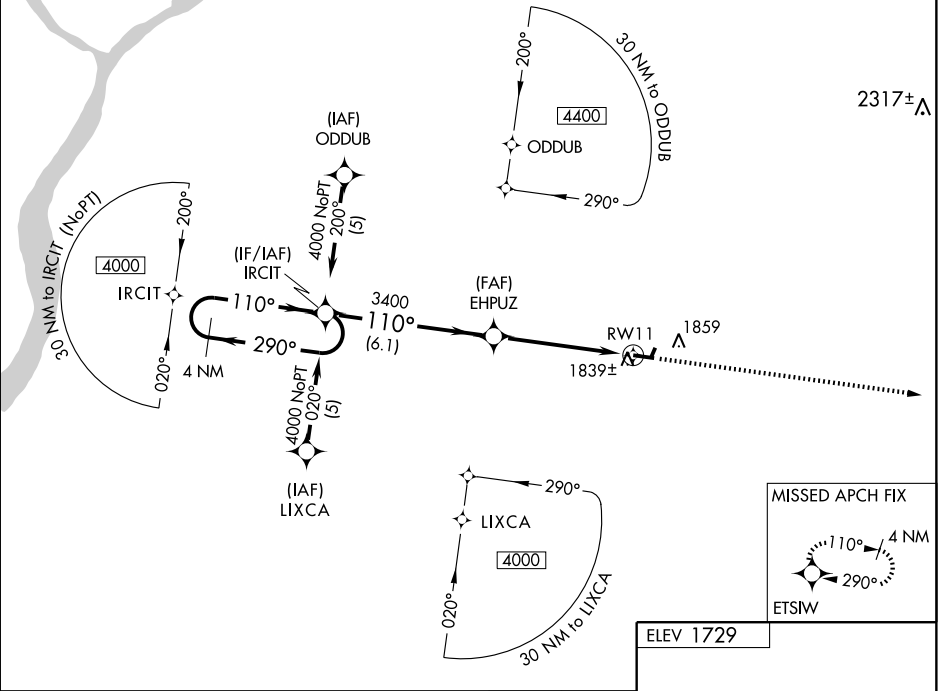 30 NM to ODDUB
200°
4400
ODDUB
290°
2317±
(IAF)
ODDUB
4000 NoPT
200°
(5)
30 NM to IRCIT (NoPT)
200°
4000
IRCIT
020°
(IF/IAF)
IRCIT
110°
290°
4 NM
3400
110°
(6.1)
(FAF)
EHPUZ
RW11
1859
1839±
4000 NoPT
020°
(5)
(IAF)
LIXCA
290°
LIXCA
4000
020°
30 NM to LIXCA
MISSED APCH FIX
4 NM
110°
290°
ETSIW
ELEV 1729